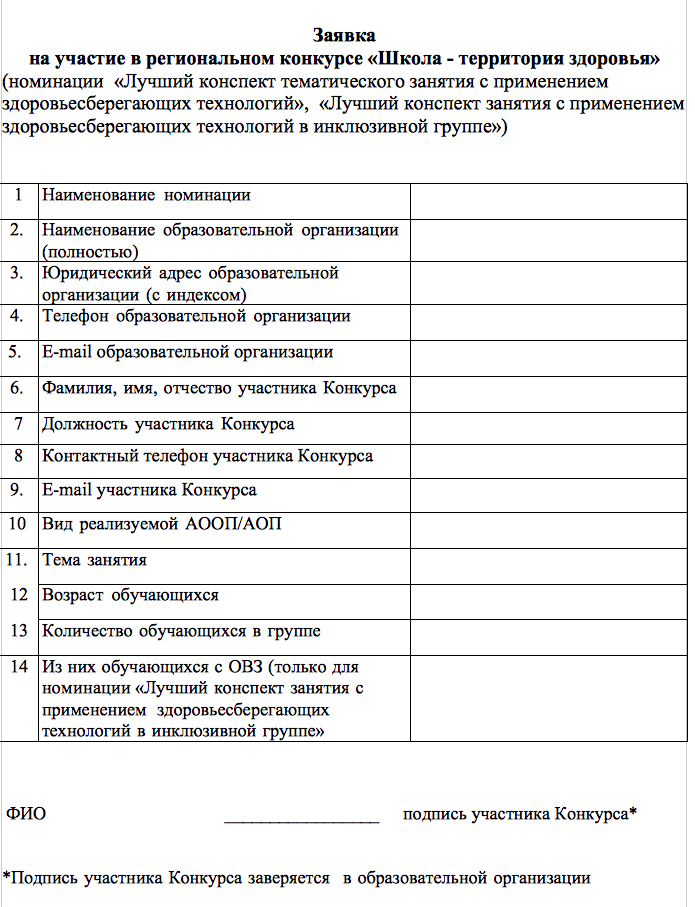 Заявка
на участие в региональном конкурсе «Школа - территория здоровья»
(номинации «Лучший конспект тематического занятия с применением
здоровьесберегающих технологий», «Лучший конспект занятия с применением
здоровьесберегающих технологий в инклюзивной группе»)
1 Наименование номинации
2. Наименование образовательной организации
(полностью)
3. Юридический адрес образовательной
организации (с индексом)
4. Телефон образовательной организации
5. E-mail образовательной организации
6. Фамилия, имя, отчество участника Конкурса
7 Должность участника Конкурса
8 Контактный телефон участника Конкурса
9. E-mail участника Конкурса
10 Вид реализуемой АООП/АОП
11. Тема занятия
12 Возраст обучающихся
13 Количество обучающихся в группе
14 Из них обучающихся с ОВЗ (только для
номинации «Лучший конспект занятия с
применением здоровьесберегающих
технологий в инклюзивной группе»
ФИО _________________ подпись участника Конкурса*
*Подпись участника Конкурса заверяется в образовательной организации